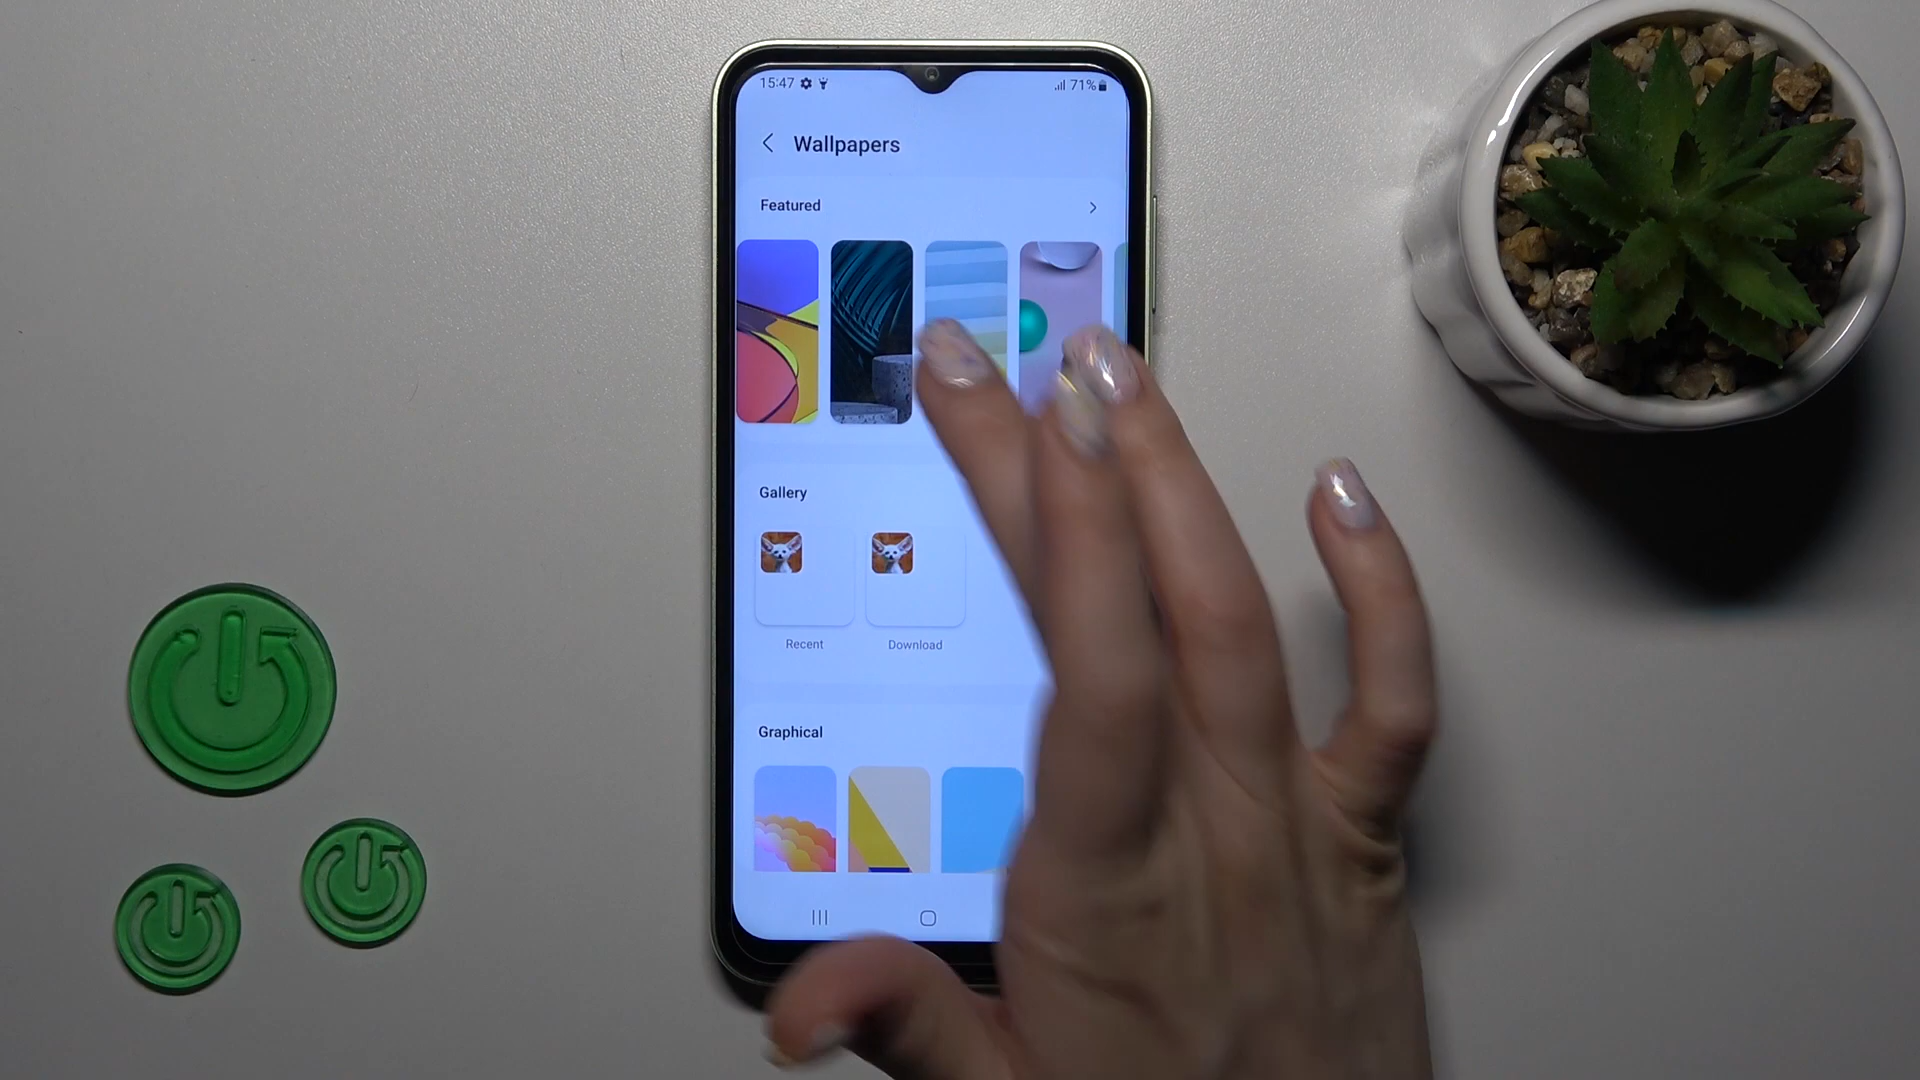 15:47 71%
Wallpapers
Featured
Gallery
Recent Download
Graphical